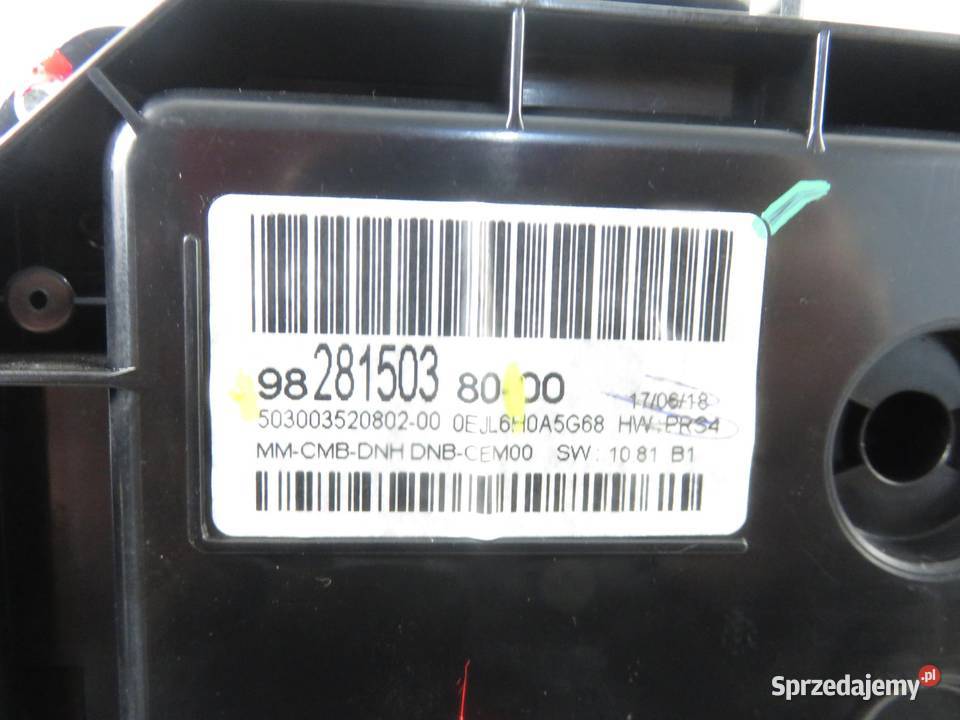 98 281503 80-00
17/06/18
503003520802-00 0EJL6H0A5G68 HW:PRS4
MM-CMB-DNH DNB-CEM00 SW: 10 81 B1
Sprzedajemy.pl